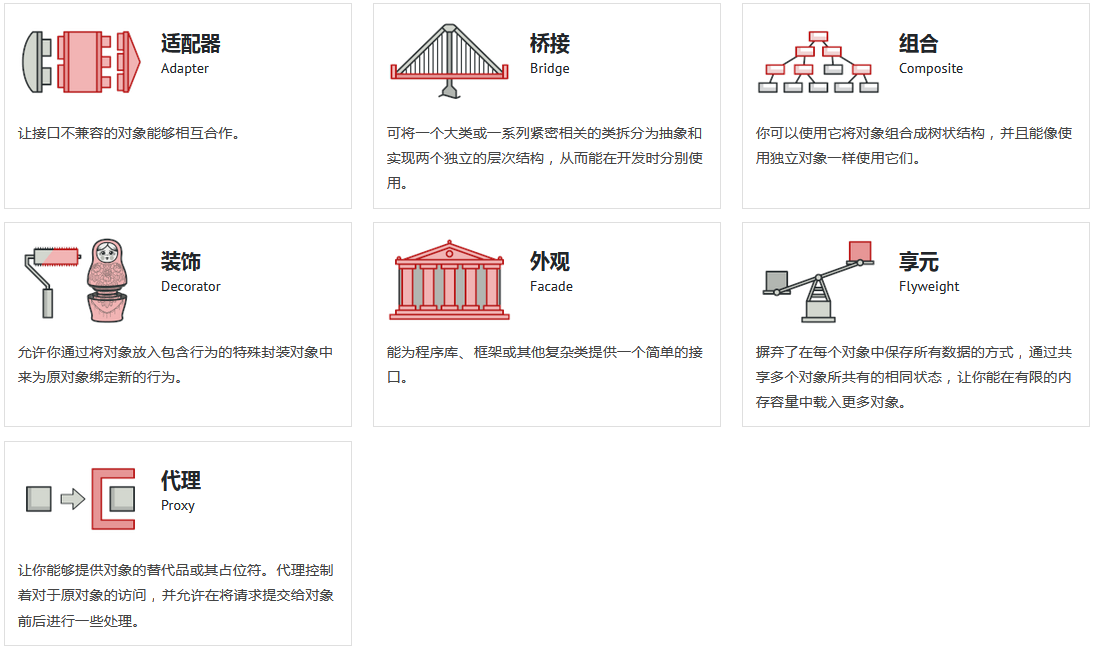 适配器
Adapter
让接口不兼容的对象能够相互合作。
桥接
Bridge
可将一个大类或一系列紧密相关的类拆分为抽象和
实现两个独立的层次结构，从而能在开发时分别使
用。
组合
Composite
你可以使用它将对象组合成树状结构，并且能像使
用独立对象一样使用它们。
装饰
Decorator
允许你通过将对象放入包含行为的特殊封装对象中
来为原对象绑定新的行为。
外观
Facade
能为程序库、框架或其他复杂类提供一个简单的接
口。
享元
Flyweight
摒弃了在每个对象中保存所有数据的方式，通过共
享多个对象所共有的相同状态，让你能在有限的内
存容量中载入更多对象。
代理
Proxy
让你能够提供对象的替代品或其占位符。代理控制
着对于原对象的访问，并允许在将请求提交给对象
前后进行一些处理。